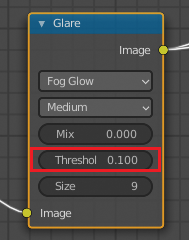 Glare
Image
Fog Glow
Medium
Mix 0.000
Threshol 0.100
Size 9
Image